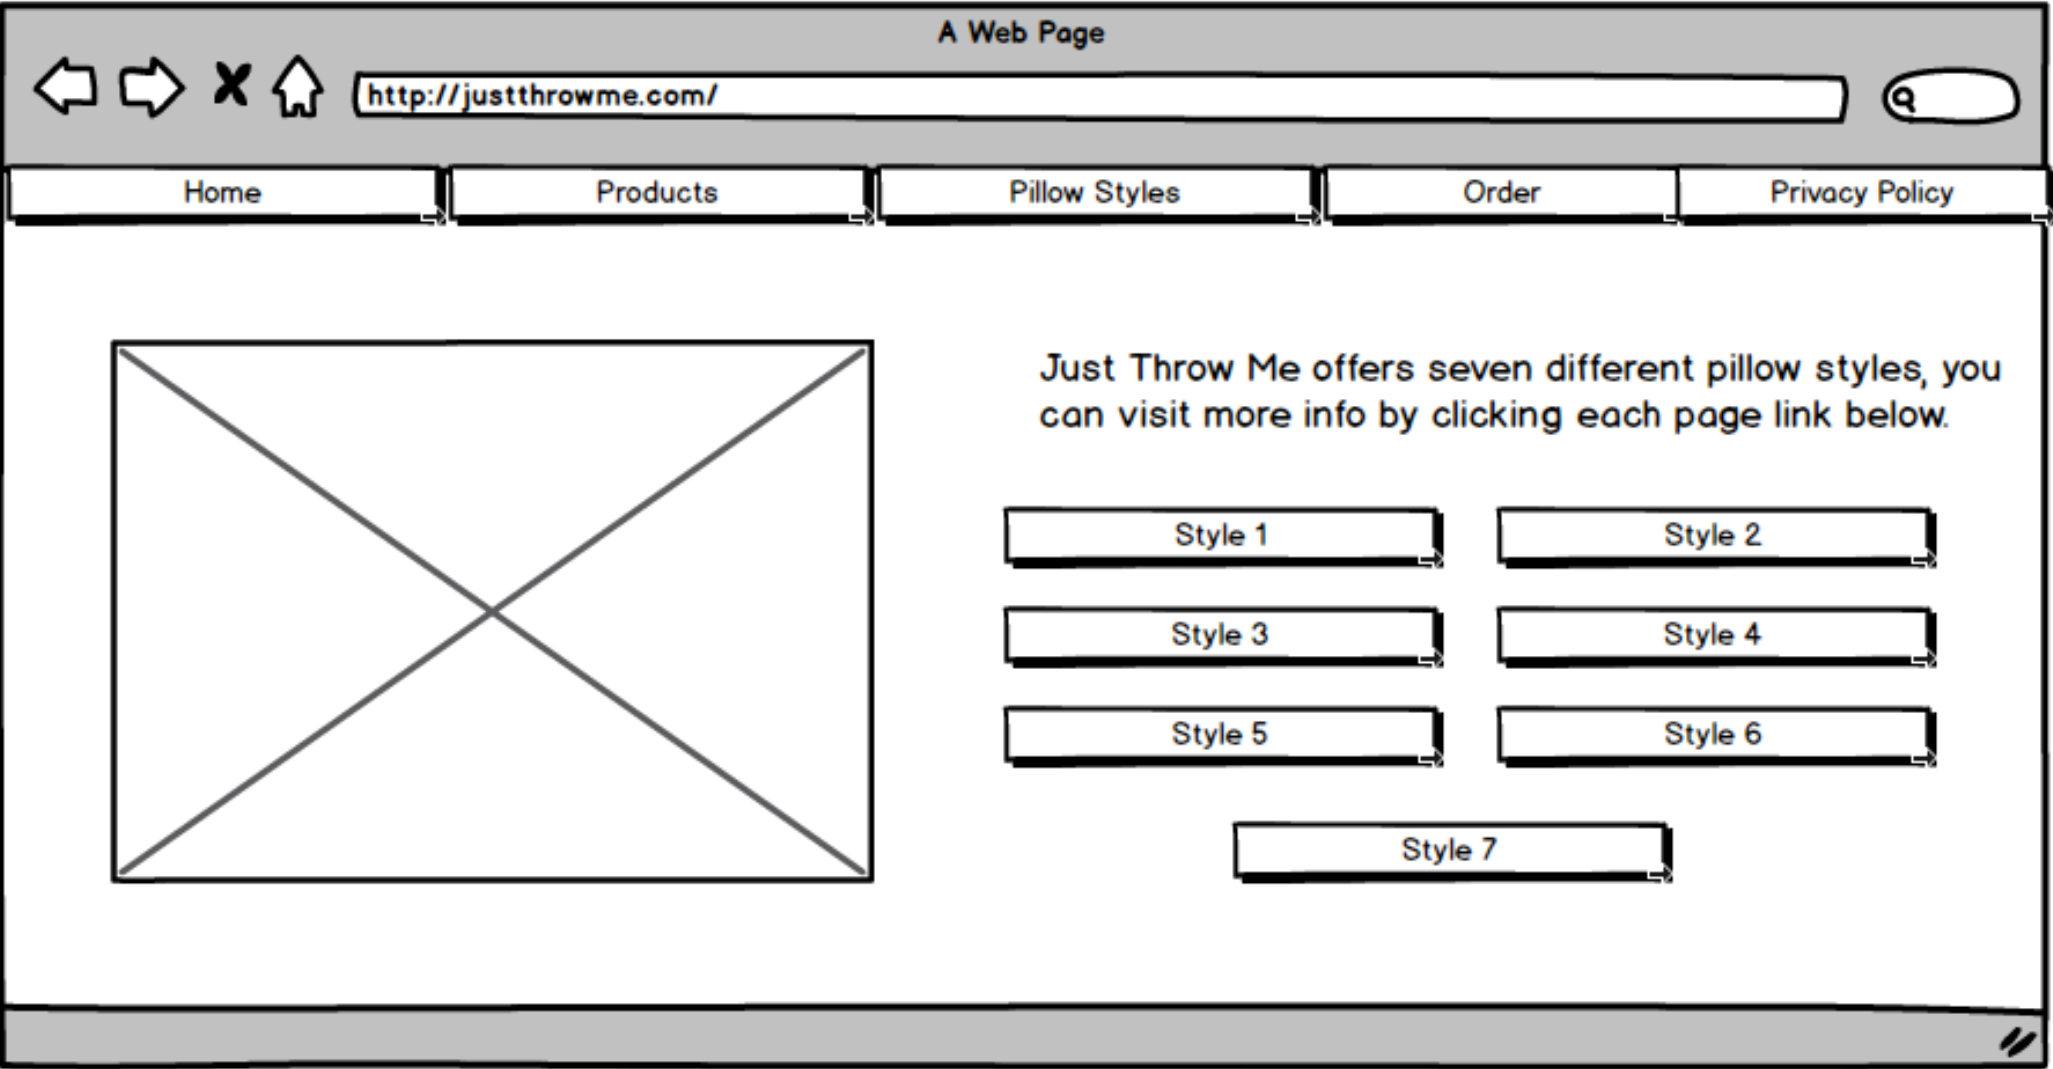 A Web Page
http://justthrowme.com/
Home
Products
Pillow Styles
Order
Privacy Policy
Just Throw Me offers seven different pillow styles, you
can visit more info by clicking each page link below.
Style 1
Style 2
Style 3
Style 4
Style 5
Style 6
Style 7